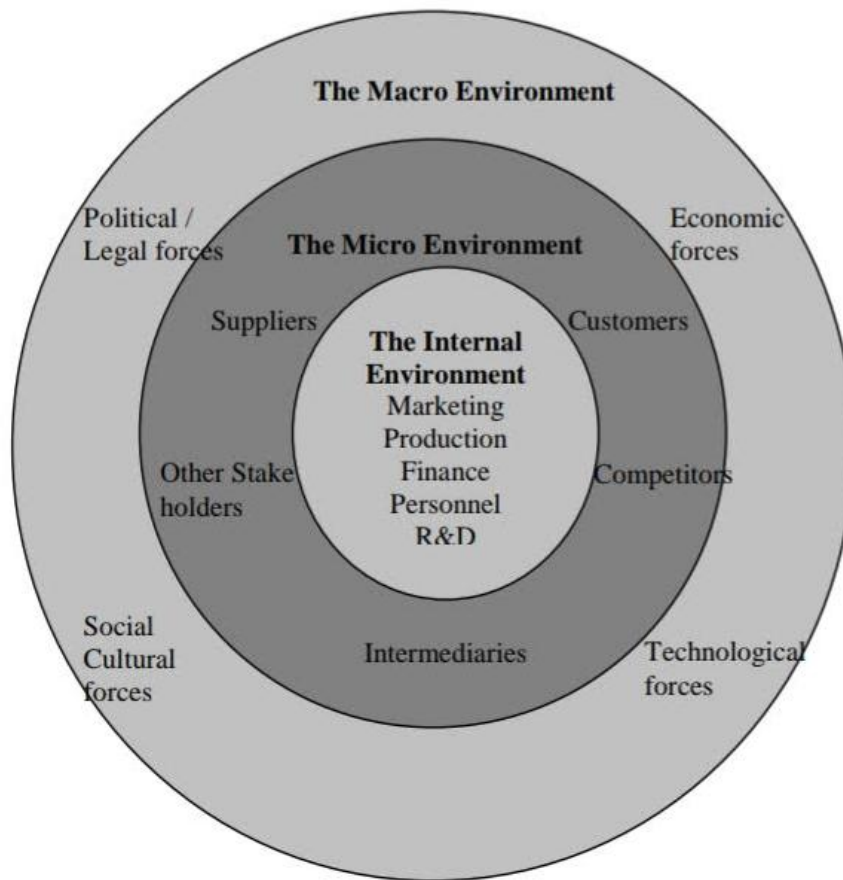 The Macro Environment
Political /
Legal forces
Economic
forces
The Micro Environment
Suppliers
Customers
The Internal
Environment
Marketing
Production
Finance
Personnel
R&D
Other Stake
holders
Competitors
Social
Cultural
forces
Intermediaries
Technological
forces